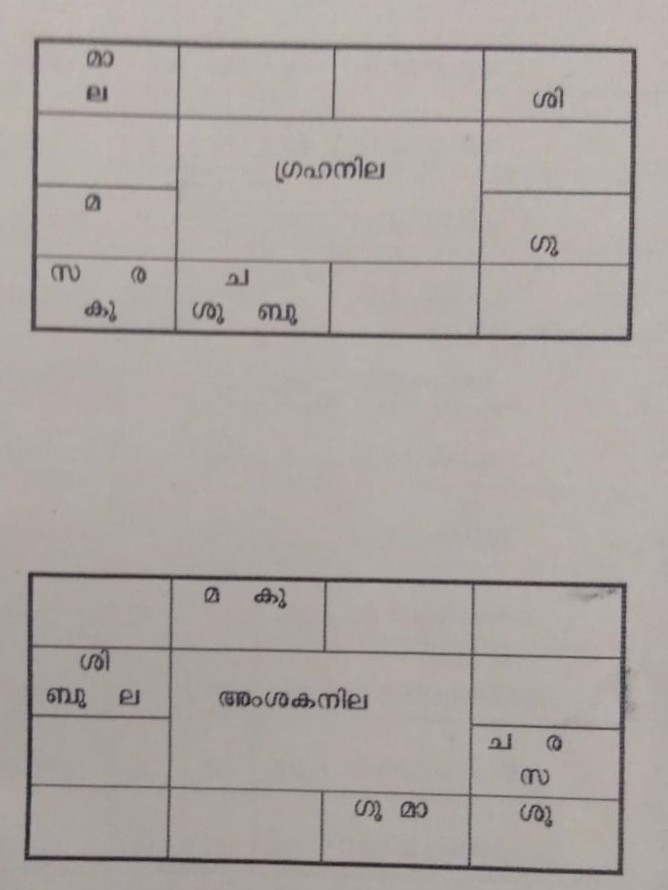 മാ
ല
ശി
ഗ്രഹനില
മ
ഗു
സ ര
കു
ച
ശു ബു
മ കു
ശി
ബു ല
അംശകനില
ച ര
സ
ഗു മാ
ശു